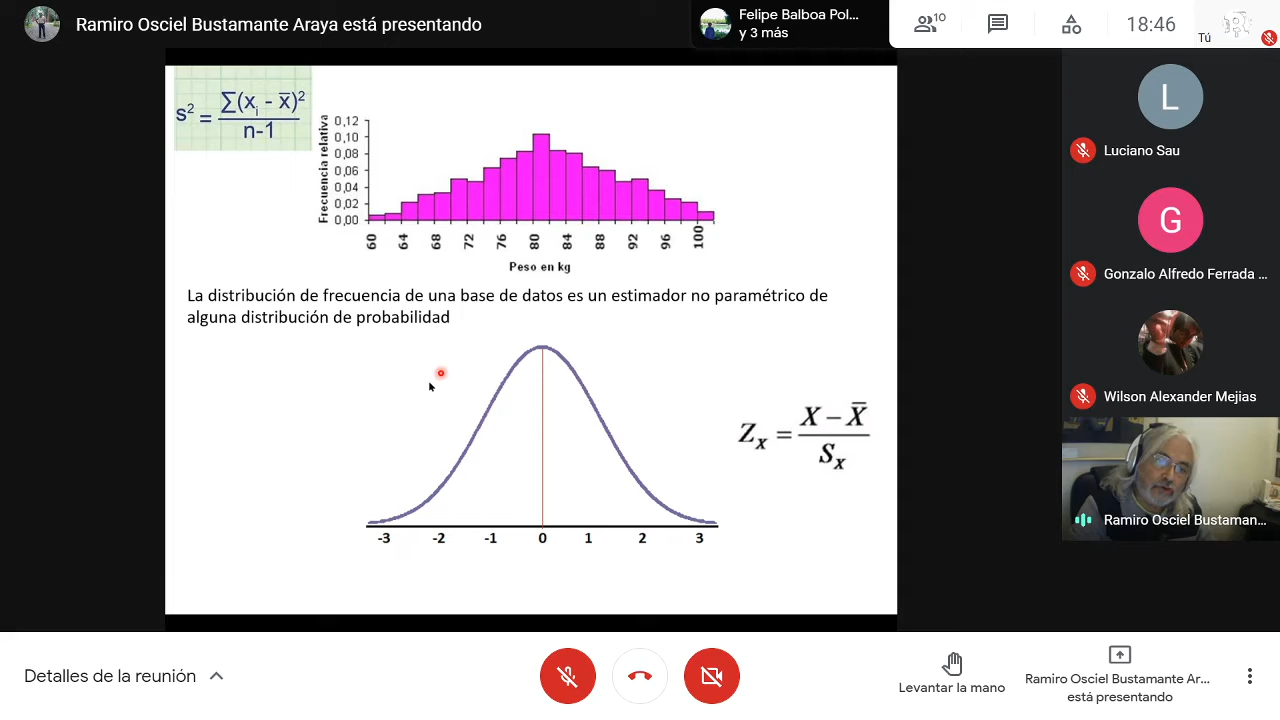 Ramiro Osciel Bustamante Araya está presentando
Felipe Balboa Pol...
y 3 más
10
18:46
Tú
s² = ∑(xᵢ - x̅)²
n-1
Frecuencia relativa
0,12
0,10
0,08
0,06
0,04
0,02
0,00
60 64 68 72 76 80 84 88 92 96 100
Peso en kg
La distribución de frecuencia de una base de datos es un estimador no paramétrico de
alguna distribución de probabilidad
Zₓ = X – X̅
Sₓ
-3 -2 -1 0 1 2 3
L
Luciano Sau
G
Gonzalo Alfredo Ferrada ...
Wilson Alexander Mejias
Ramiro Osciel Bustaman...
Detalles de la reunión
Levantar la mano
Ramiro Osciel Bustamante Ar...
está presentando